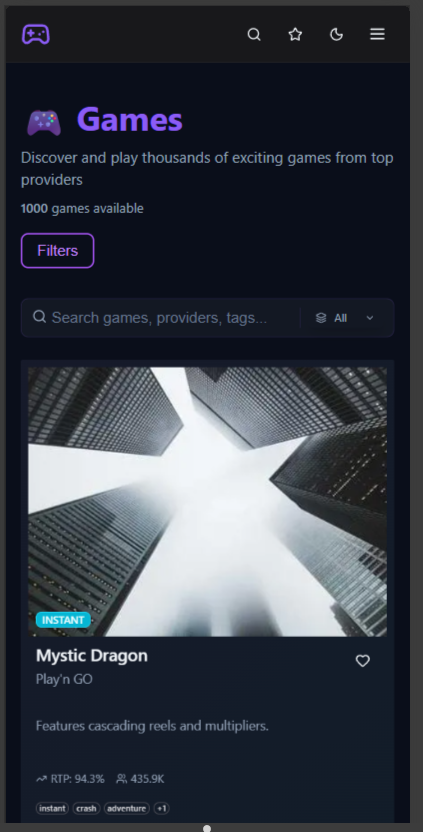 Games
Discover and play thousands of exciting games from top
providers
1000 games available
Filters
Search games, providers, tags...
All
INSTANT
Mystic Dragon
Play'n GO
Features cascading reels and multipliers.
RTP: 94.3% 435.9K
instant crash adventure +1